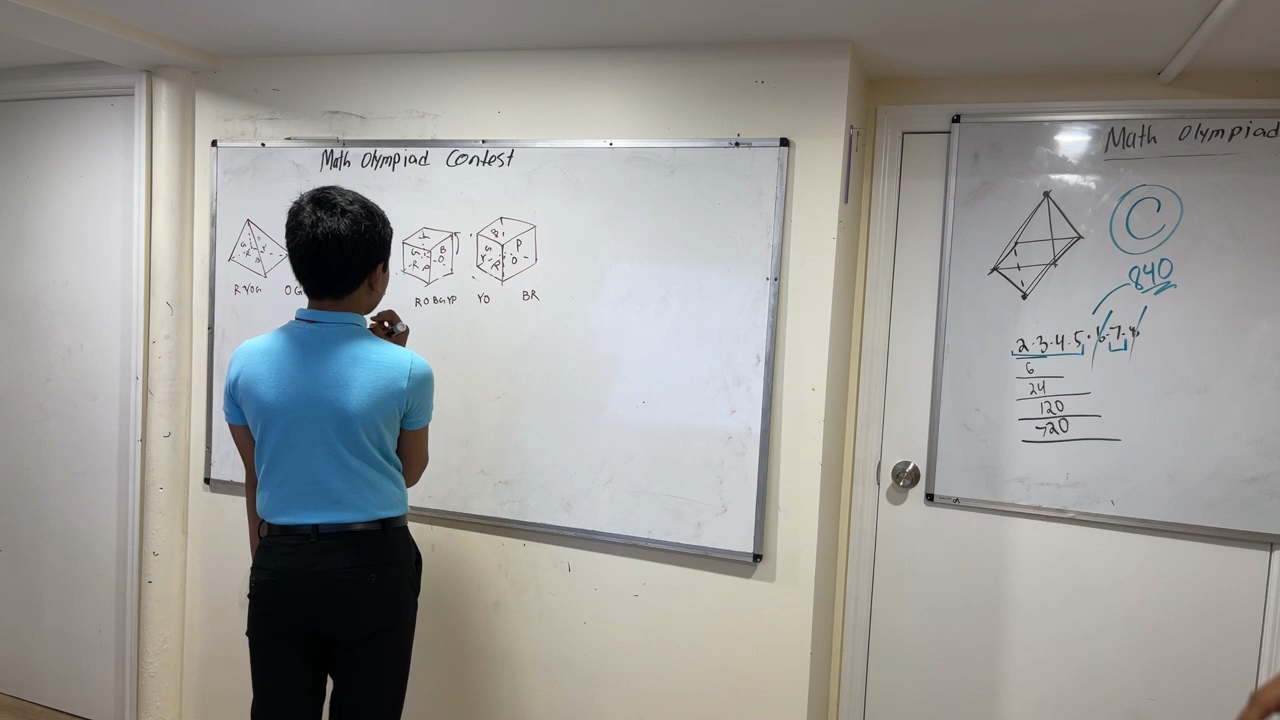 Math Olympiad Contest
RYOG OG
ROBGYP YO BR
Math Olympiad
C
840
2·3·4·5·6·7·8
6
24
120
720